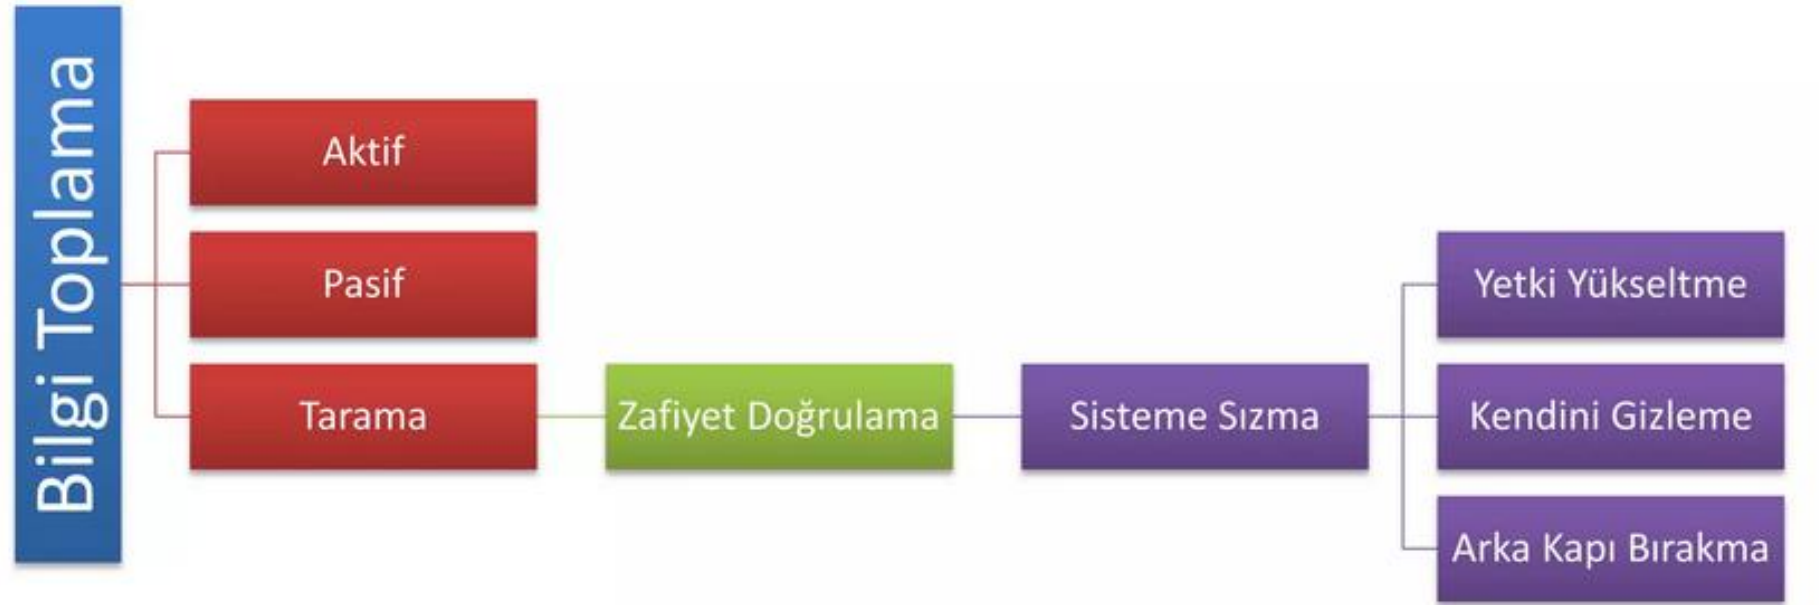 Bilgi Toplama
Aktif
Pasif
Tarama
Zafiyet Doğrulama
Sisteme Sızma
Yetki Yükseltme
Kendini Gizleme
Arka Kapı Bırakma